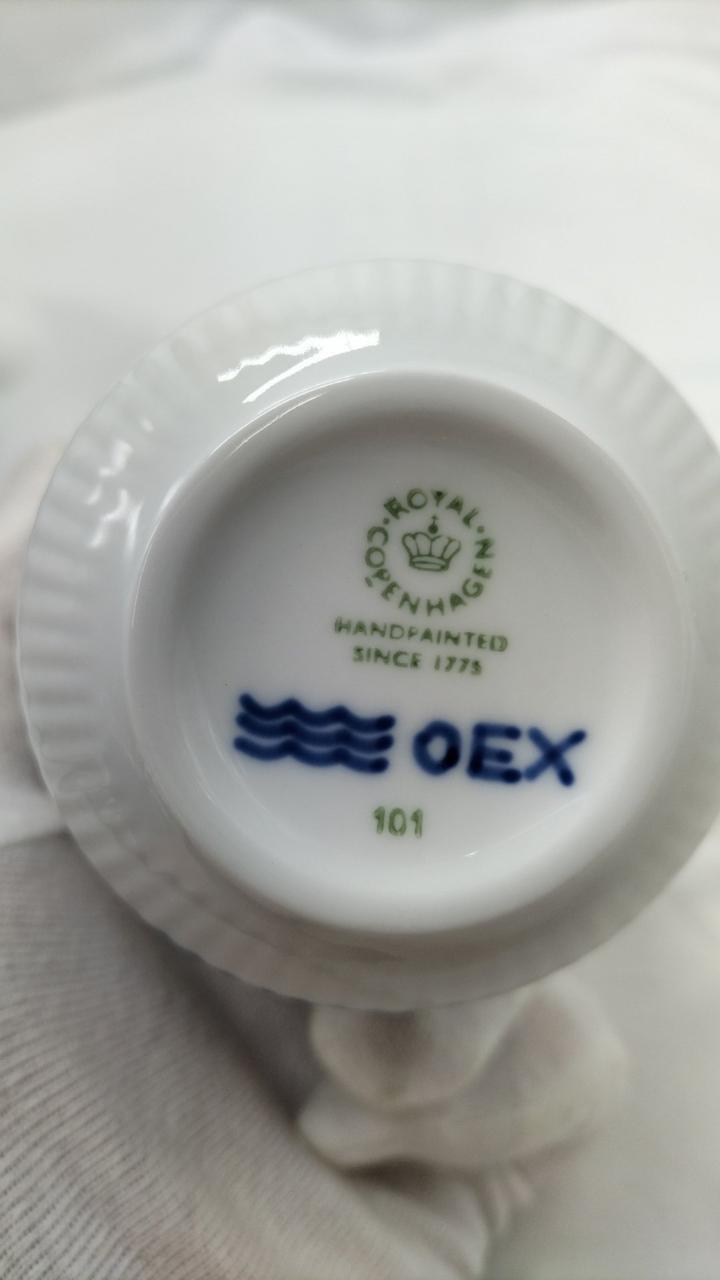 ROYAL
COPENHAGEN
HANDPAINTED
SINCE 1775
OEX
101